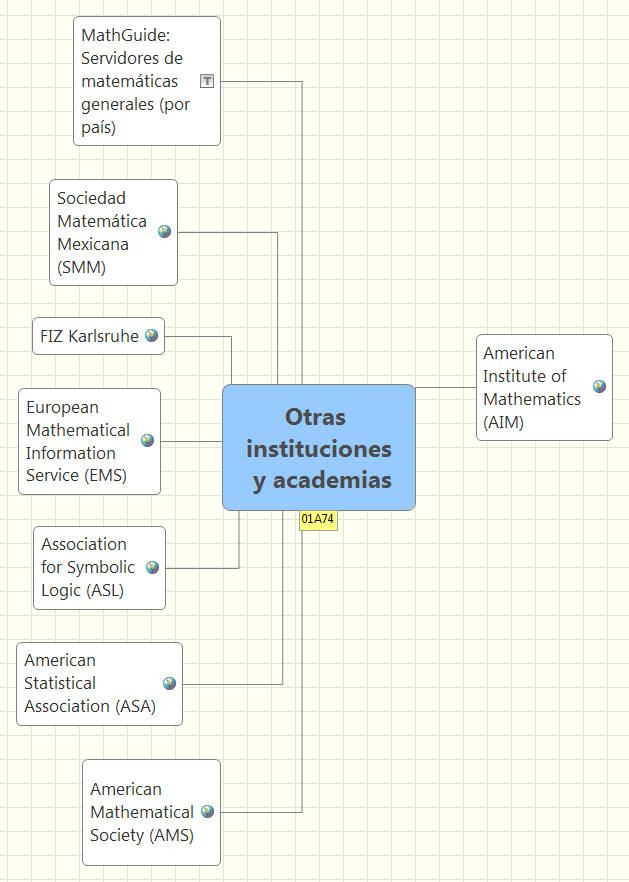 MathGuide:
Servidores de
matemáticas
generales (por
país)
T
Sociedad
Matemática
Mexicana
(SMM)
FIZ Karlsruhe
European
Mathematical
Information
Service (EMS)
Association
for Symbolic
Logic (ASL)
American
Statistical
Association (ASA)
American
Mathematical
Society (AMS)
Otras
instituciones
y academias
01A74
American
Institute of
Mathematics
(AIM)